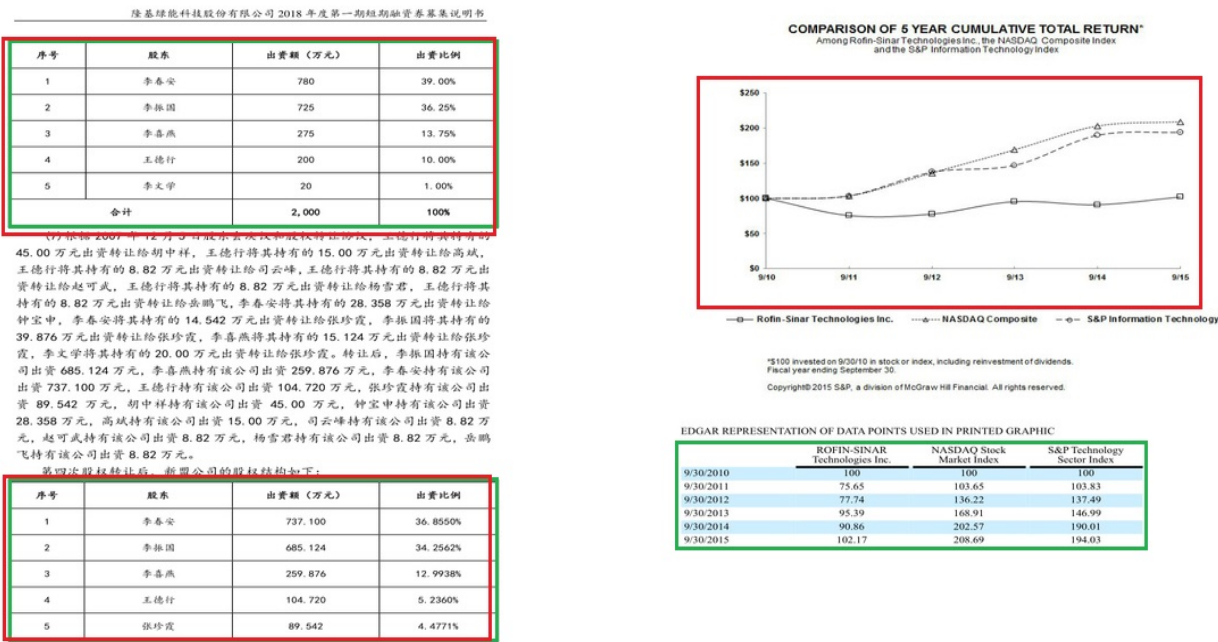 隆基绿能科技股份有限公司 2018 年度第一期短期融资券募集说明书
序号 股东 出资额（万元） 出资比例
1 李春安 780 39.00%
2 李振国 725 36.25%
3 李喜燕 275 13.75%
4 王德行 200 10.00%
5 李文学 20 1.00%
合计 2,000 100%
(7)根据 2007 年 12 月 5 日股东会决议和股权转让协议，王德行将其持有的
45.00 万元出资转让给胡中祥，王德行将其持有的 15.00 万元出资转让给高斌，
王德行将其持有的 8.82 万元出资转让给司云峰，王德行将其持有的 8.82 万元出
资转让给赵可武，王德行将其持有的 8.82 万元出资转让给杨雪君，王德行将其
持有的 8.82 万元出资转让给岳鹏飞，李春安将其持有的 28.358 万元出资转让给
钟宝申，李春安将其持有的 14.542 万元出资转让给张珍霞，李振国将其持有的
39.876 万元出资转让给张珍霞，李喜燕将其持有的 15.124 万元出资转让给张珍
霞，李文学将其持有的 20.00 万元出资转让给张珍霞。转让后，李振国持有该公
司出资 685.124 万元，李喜燕持有该公司出资 259.876 万元，李春安持有该公司
出资 737.100 万元，王德行持有该公司出资 104.720 万元，张珍霞持有该公司出
资 89.542 万元，胡中祥持有该公司出资 45.00 万元，钟宝申持有该公司出资
28.358 万元，高斌持有该公司出资 15.00 万元，司云峰持有该公司出资 8.82 万
元，赵可武持有该公司出资 8.82 万元，杨雪君持有该公司出资 8.82 万元，岳鹏
飞持有该公司出资 8.82 万元。
第四次股权转让后，新盟公司的股权结构如下：
序号 股东 出资额（万元） 出资比例
1 李春安 737.100 36.8550%
2 李振国 685.124 34.2562%
3 李喜燕 259.876 12.9938%
4 王德行 104.720 5.2360%
5 张珍霞 89.542 4.4771%
COMPARISON OF 5 YEAR CUMULATIVE TOTAL RETURN*
Among Rofin-Sinar Technologies Inc., the NASDAQ Composite Index
and the S&P Information Technology Index
$250
$200
$150
$100
$50
$0
9/10 9/11 9/12 9/13 9/14 9/15
Rofin-Sinar Technologies Inc. NASDAQ Composite S&P Information Technology
*$100 invested on 9/30/10 in stock or index, including reinvestment of dividends.
Fiscal year ending September 30.
Copyright© 2015 S&P, a division of McGraw Hill Financial. All rights reserved.
EDGAR REPRESENTATION OF DATA POINTS USED IN PRINTED GRAPHIC
ROFIN-SINAR NASDAQ Stock S&P Technology
Technologies Inc. Market Index Sector Index
9/30/2010 100 100 100
9/30/2011 75.65 103.65 103.83
9/30/2012 77.74 136.22 137.49
9/30/2013 95.39 168.91 146.99
9/30/2014 90.86 202.57 190.01
9/30/2015 102.17 208.69 194.03